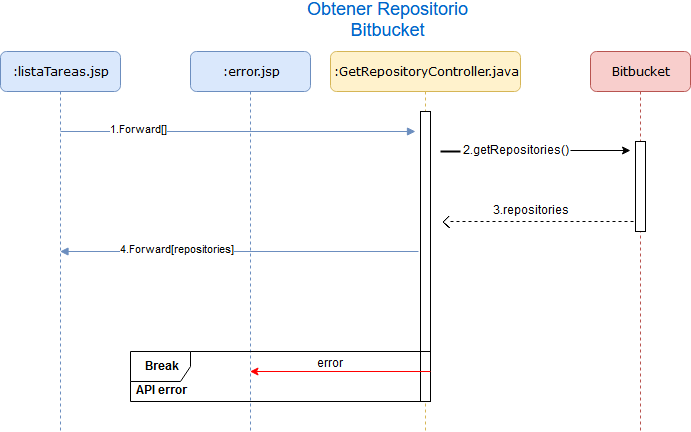 Obtener Repositorio
Bitbucket
:listaTareas.jsp
:error.jsp
:GetRepositoryController.java
Bitbucket
1.Forward[]
2.getRepositories()
3.repositories
4.Forward[repositories]
Break
error
API error